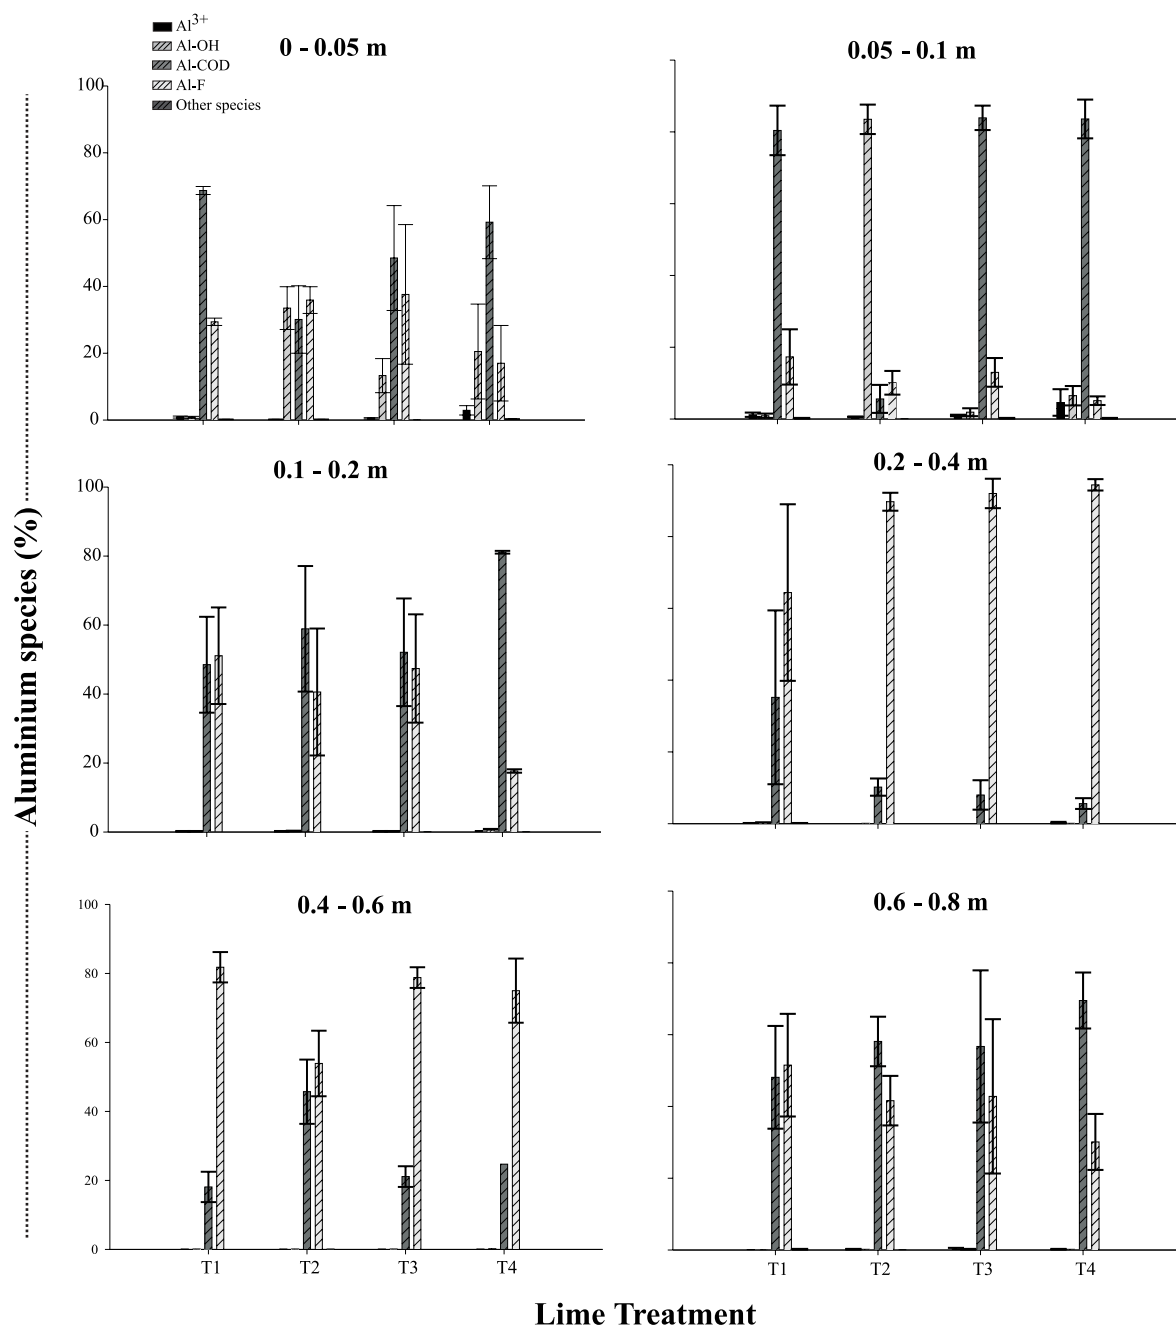 Al3+
Al-OH
Al-COD
Al-F
Other species
0 - 0.05 m
0.05 - 0.1 m
100
80
60
40
20
0
0.1 - 0.2 m
0.2 - 0.4 m
100
80
60
40
20
0
0.4 - 0.6 m
0.6 - 0.8 m
100
80
60
40
20
0
T1 T2 T3 T4
T1 T2 T3 T4
Aluminium species (%)
Lime Treatment